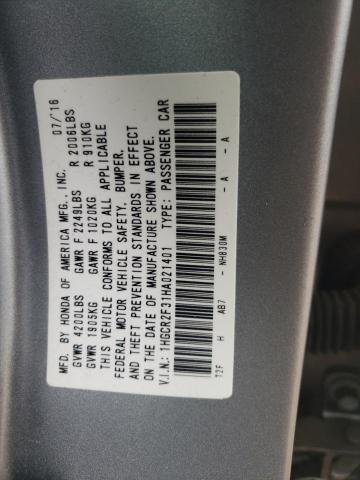 MFD. BY HONDA OF AMERICA MFG., INC. 07/'16
GVWR 4200LBS GAWR F 2249LBS R 2006LBS
GVWR 1905KG GAWR F 1020KG R 910KG
THIS VEHICLE CONFORMS TO ALL APPLICABLE
FEDERAL MOTOR VEHICLE SAFETY, BUMPER,
AND THEFT PREVENTION STANDARDS IN EFFECT
ON THE DATE OF MANUFACTURE SHOWN ABOVE.
V.I.N.: 1HGCR2F31HA021401 TYPE: PASSENGER CAR
T2F H AB7 - NH830M - A - A